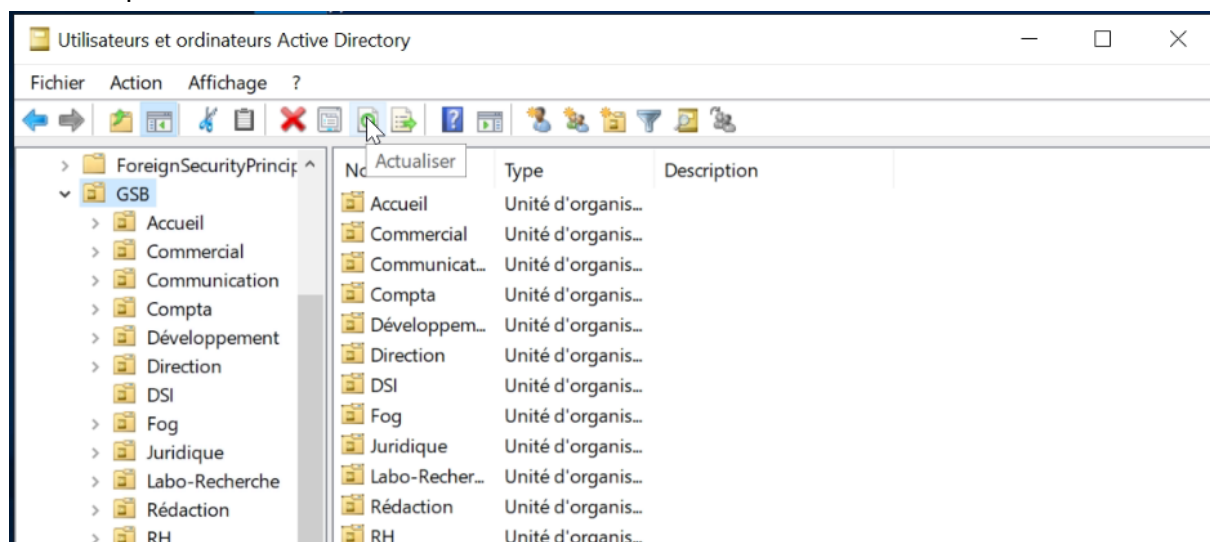 Utilisateurs et ordinateurs Active Directory
Fichier Action Affichage ?
ForeignSecurityPrincip
GSB
Accueil
Commercial
Communication
Compta
Développement
Direction
DSI
Fog
Juridique
Labo-Recherche
Rédaction
RH
Actualiser
Type Description
Accueil Unité d'organis...
Commercial Unité d'organis...
Communicat... Unité d'organis...
Compta Unité d'organis...
Développem... Unité d'organis...
Direction Unité d'organis...
DSI Unité d'organis...
Fog Unité d'organis...
Juridique Unité d'organis...
Labo-Recher... Unité d'organis...
Rédaction Unité d'organis...
RH Unité d'organis...